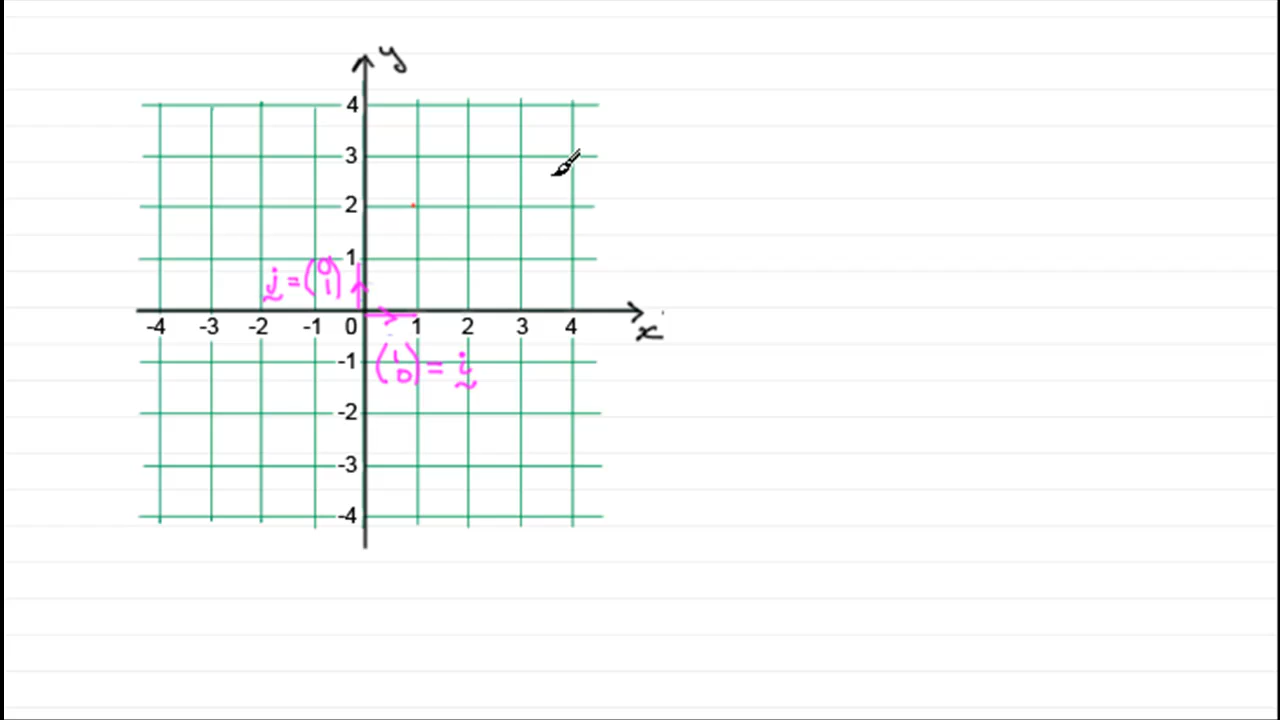 y
4
3
2
1
j = (0 1)
-4 -3 -2 -1 0 1 2 3 4
x
-1
(1 0) = i
-2
-3
-4